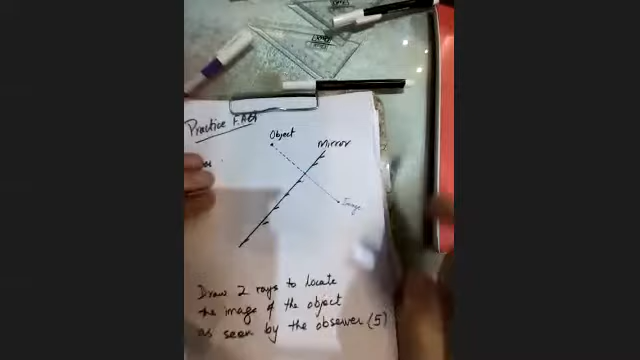 Practice
Object
Mirror
Image
Draw 2 rays to locate
the image of the object
as seen by the observer (5)